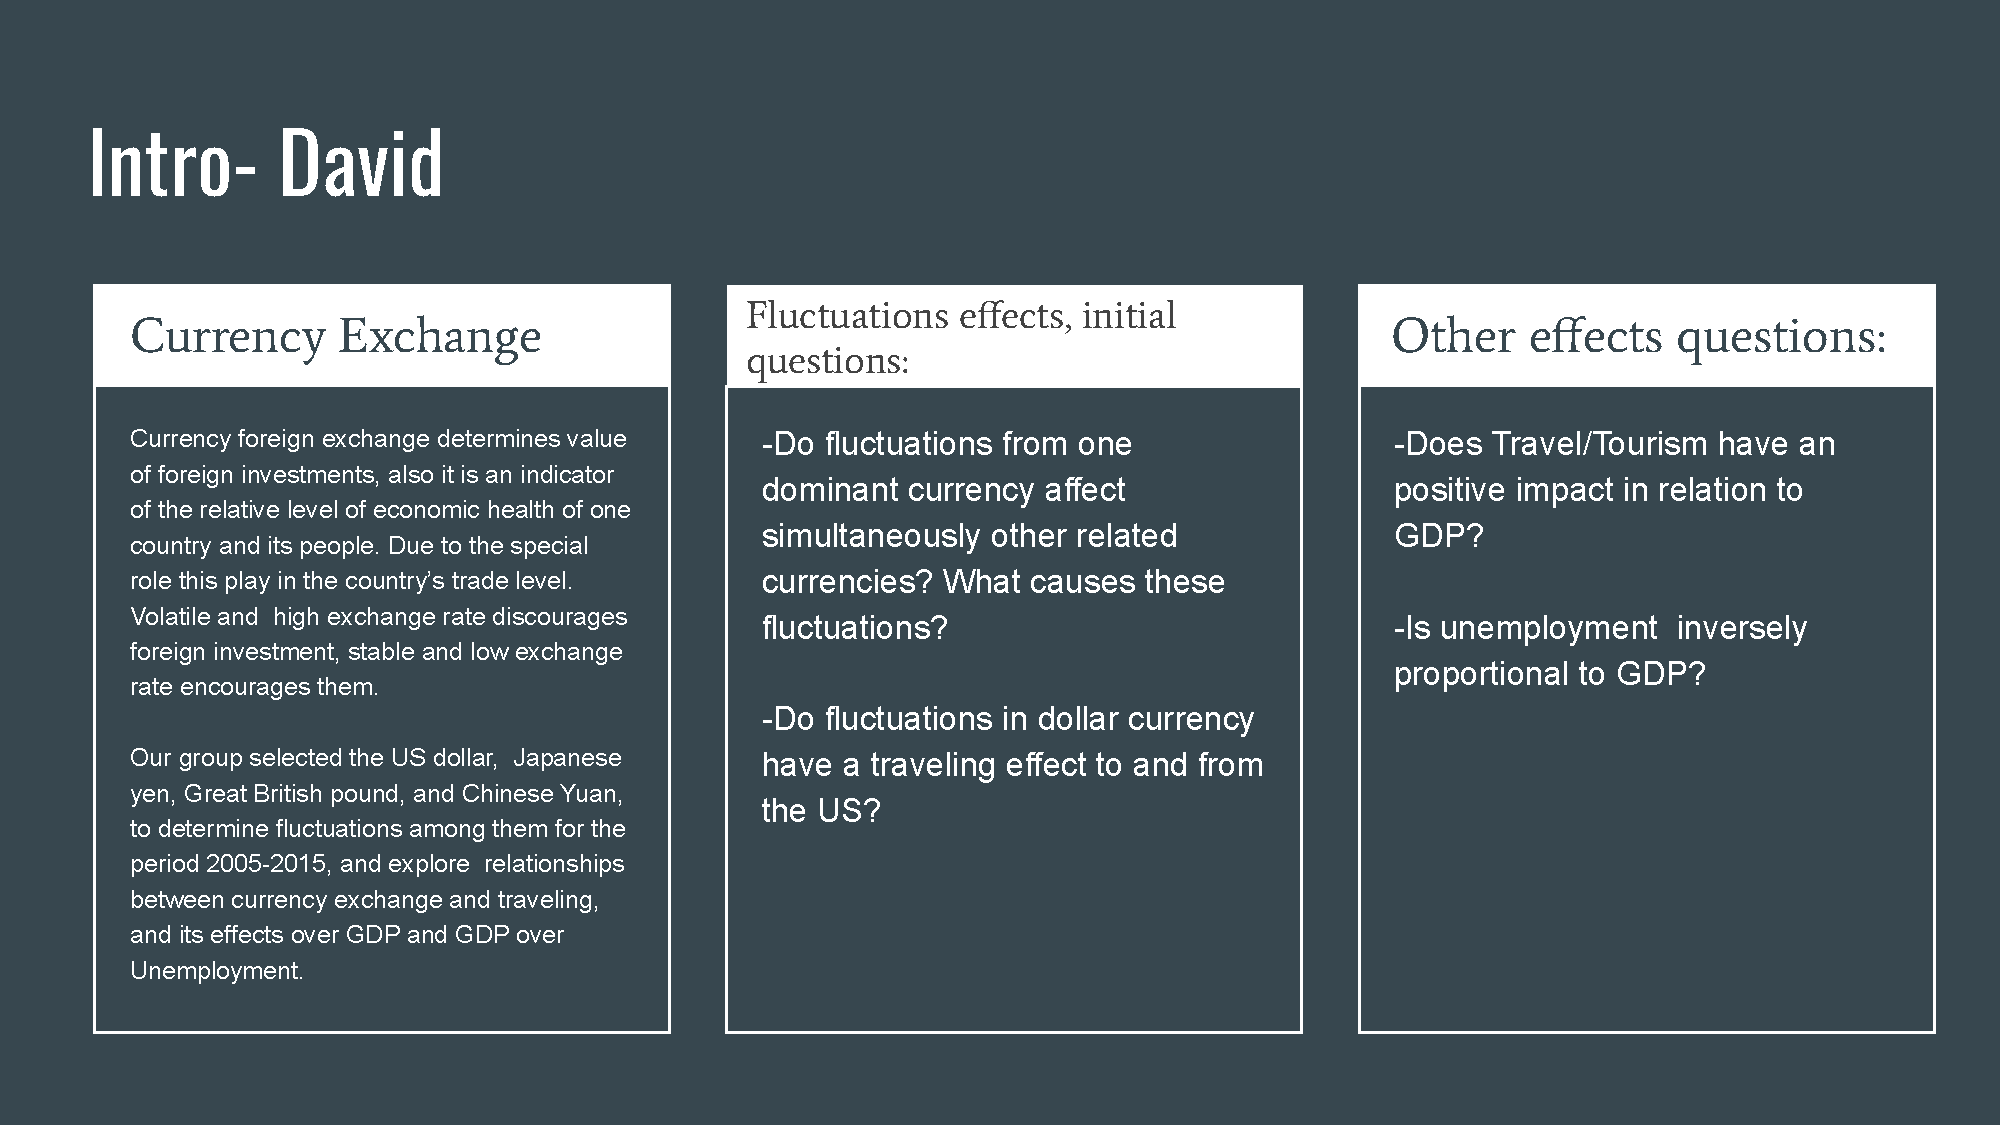 Intro- David
Currency Exchange
Currency foreign exchange determines value
of foreign investments, also it is an indicator
of the relative level of economic health of one
country and its people. Due to the special
role this play in the country’s trade level.
Volatile and  high exchange rate discourages
foreign investment, stable and low exchange
rate encourages them.
Our group selected the US dollar,  Japanese
yen, Great British pound, and Chinese Yuan,
to determine fluctuations among them for the
period 2005-2015, and explore  relationships
between currency exchange and traveling,
and its effects over GDP and GDP over
Unemployment.
Fluctuations effects, initial
questions:
-Do fluctuations from one
dominant currency affect
simultaneously other related
currencies? What causes these
fluctuations?
-Do fluctuations in dollar currency
have a traveling effect to and from
the US?
Other effects questions:
-Does Travel/Tourism have an
positive impact in relation to
GDP?
-Is unemployment  inversely
proportional to GDP?